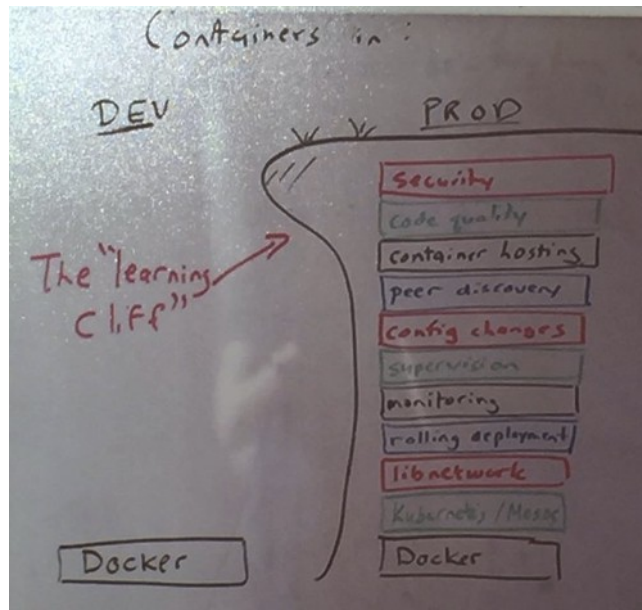 Containers in:
DEV
PROD
The "learning
Cliff"
security
code quality
container hosting
peer discovery
config changes
supervision
monitoring
rolling deployment
libnetwork
Kubernetis/Mesos
Docker
Docker